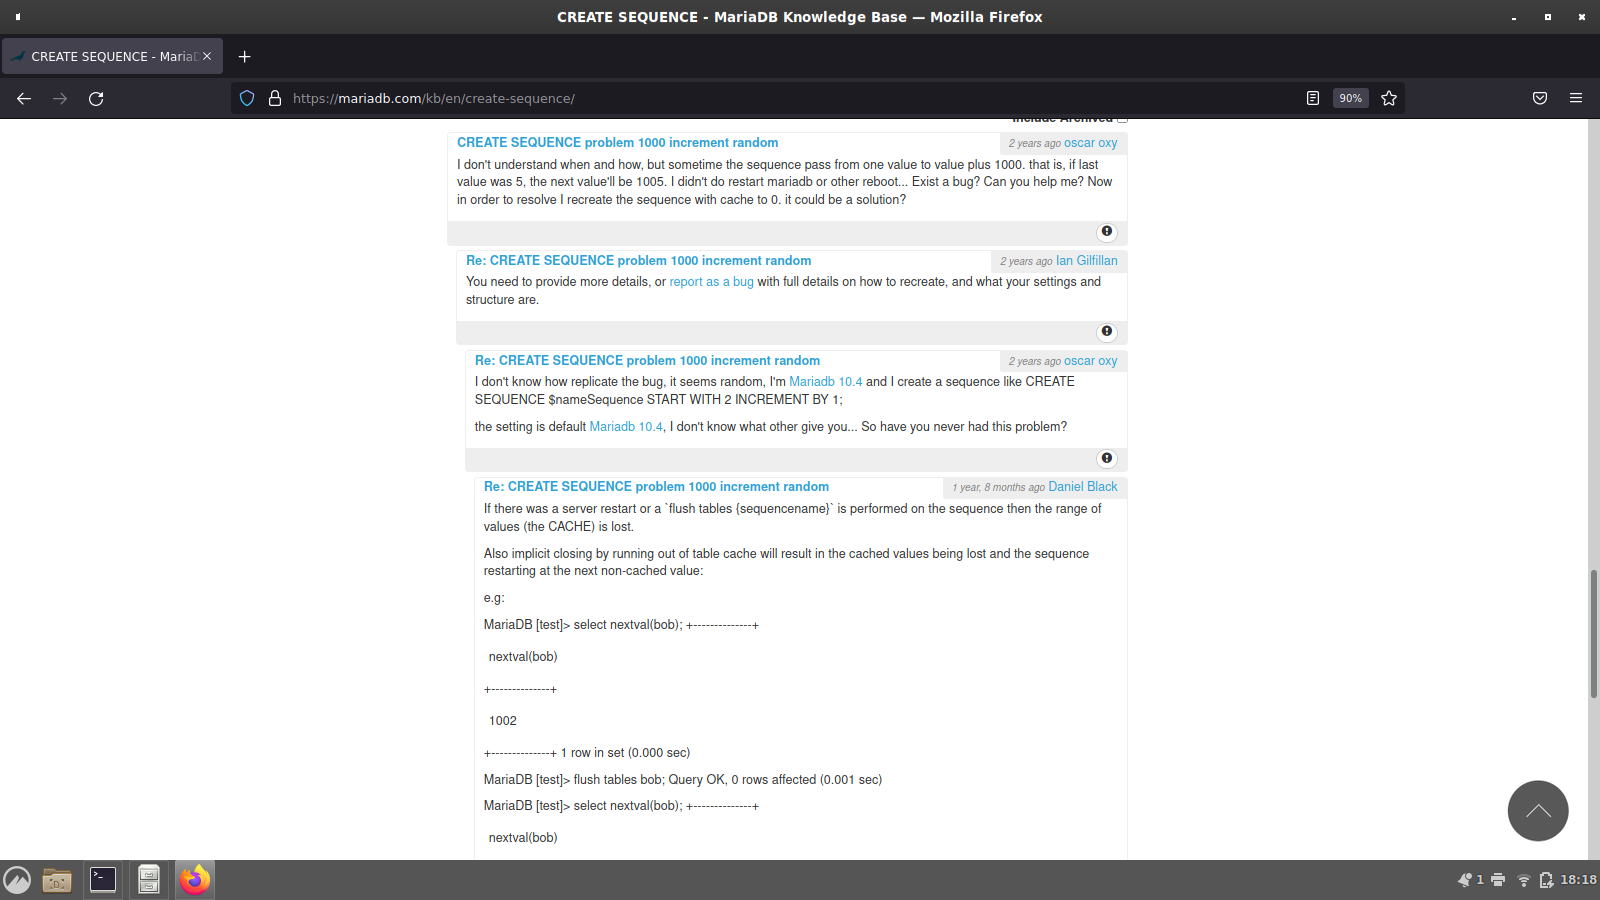 CREATE SEQUENCE - MariaDB Knowledge Base — Mozilla Firefox
CREATE SEQUENCE - MariaD
https://mariadb.com/kb/en/create-sequence/
90%
Include Archived
CREATE SEQUENCE problem 1000 increment random
2 years ago oscar oxy
I don't understand when and how, but sometime the sequence pass from one value to value plus 1000. that is, if last
value was 5, the next value'll be 1005. I didn't do restart mariadb or other reboot... Exist a bug? Can you help me? Now
in order to resolve I recreate the sequence with cache to 0. it could be a solution?
Re: CREATE SEQUENCE problem 1000 increment random
2 years ago Ian Gilfillan
You need to provide more details, or report as a bug with full details on how to recreate, and what your settings and
structure are.
Re: CREATE SEQUENCE problem 1000 increment random
2 years ago oscar oxy
I don't know how replicate the bug, it seems random, I'm Mariadb 10.4 and I create a sequence like CREATE
SEQUENCE $nameSequence START WITH 2 INCREMENT BY 1;
the setting is default Mariadb 10.4, I don't know what other give you... So have you never had this problem?
Re: CREATE SEQUENCE problem 1000 increment random
1 year, 8 months ago Daniel Black
If there was a server restart or a `flush tables {sequencename}` is performed on the sequence then the range of
values (the CACHE) is lost.
Also implicit closing by running out of table cache will result in the cached values being lost and the sequence
restarting at the next non-cached value:
e.g:
MariaDB [test]> select nextval(bob); +--------------+
nextval(bob)
+--------------+
1002
+--------------+ 1 row in set (0.000 sec)
MariaDB [test]> flush tables bob; Query OK, 0 rows affected (0.001 sec)
MariaDB [test]> select nextval(bob); +--------------+
nextval(bob)
1
18:18